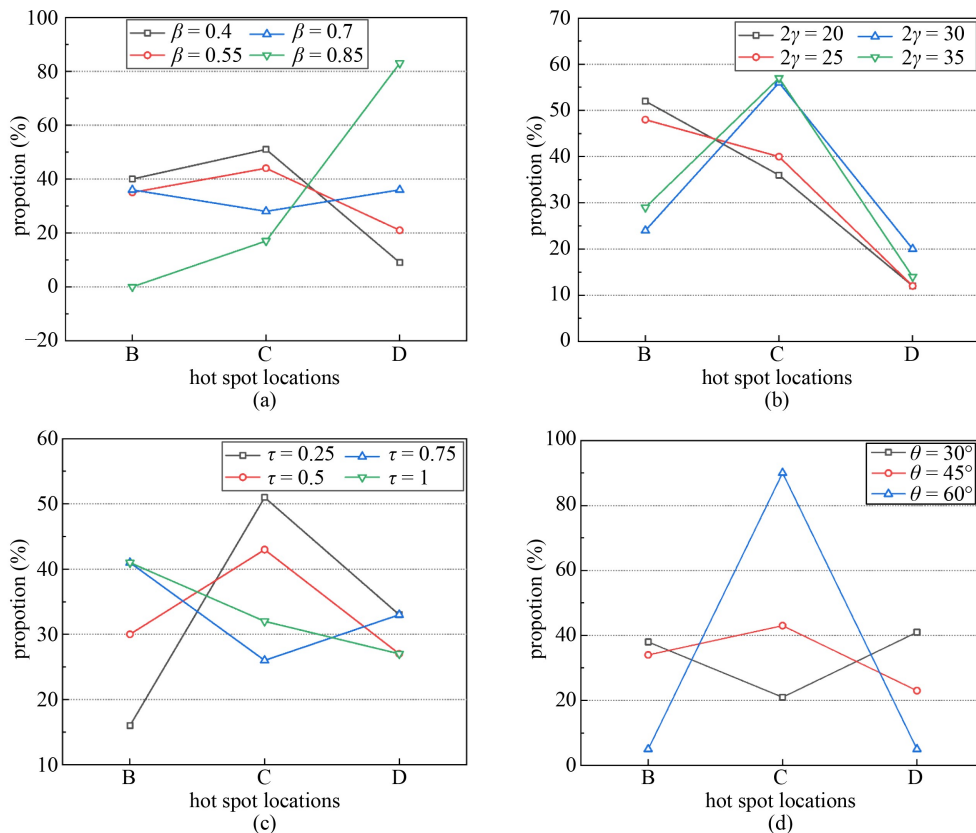 100
80
60
40
20
0
−20
propotion (%)
β = 0.4
β = 0.7
β = 0.55
β = 0.85
B
C
D
hot spot locations
(a)
70
60
50
40
30
20
10
0
propotion (%)
2γ = 20
2γ = 30
2γ = 25
2γ = 35
B
C
D
hot spot locations
(b)
60
50
40
30
20
10
propotion (%)
τ = 0.25
τ = 0.75
τ = 0.5
τ = 1
B
C
D
hot spot locations
(c)
100
80
60
40
20
0
propotion (%)
θ = 30°
θ = 45°
θ = 60°
B
C
D
hot spot locations
(d)